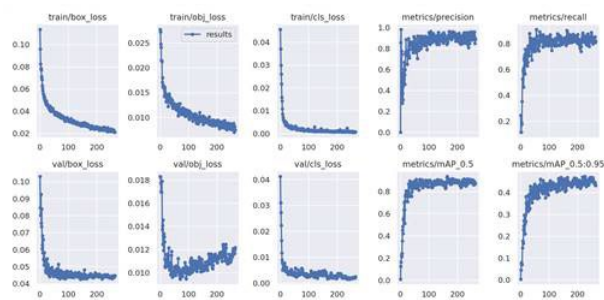 train/box_loss
train/obj_loss
train/cls_loss
metrics/precision
metrics/recall
0.10
0.08
0.06
0.04
0.02
0.025
0.020
0.015
0.010
results
0.04
0.03
0.02
0.01
0.00
1.0
0.8
0.6
0.4
0.2
0.0
0.8
0.6
0.4
0.2
0 100 200
0 100 200
0 100 200
0 100 200
0 100 200
val/box_loss
val/obj_loss
val/cls_loss
metrics/mAP_0.5
metrics/mAP_0.5:0.95
0.10
0.09
0.08
0.07
0.06
0.05
0.04
0.018
0.016
0.014
0.012
0.010
0.04
0.03
0.02
0.01
0.00
0.8
0.6
0.4
0.2
0.0
0.4
0.3
0.2
0.1
0.0
0 100 200
0 100 200
0 100 200
0 100 200
0 100 200